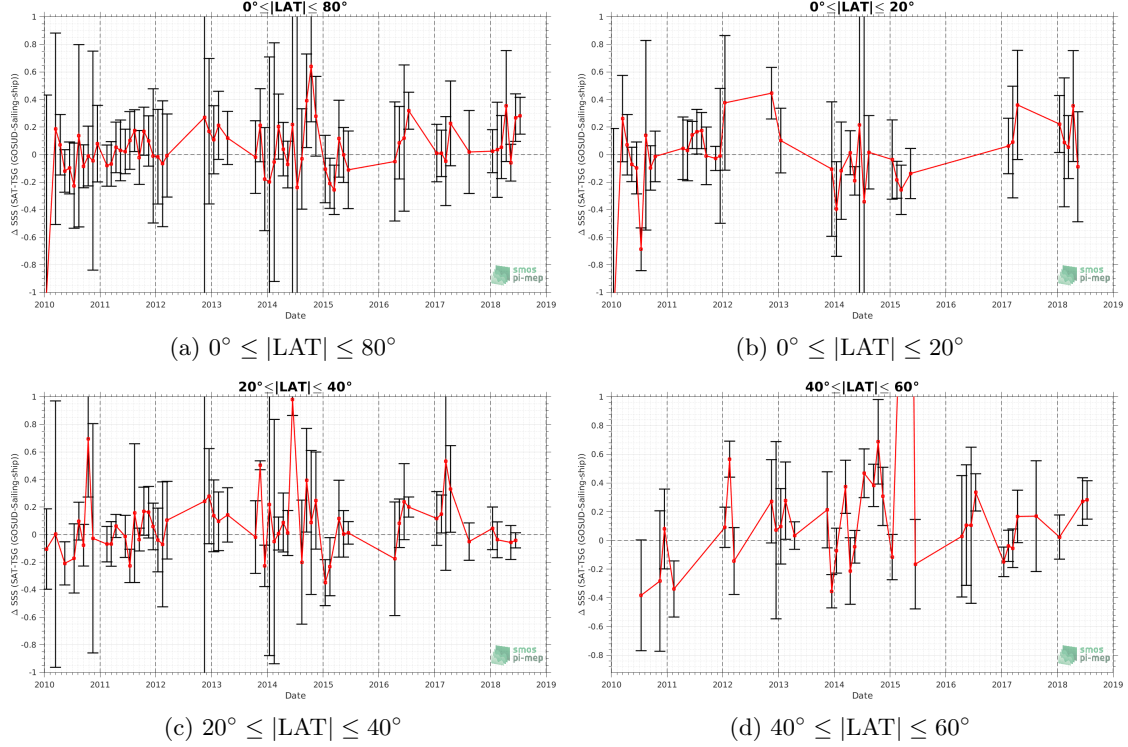 0°≤|LAT|≤ 80°
Δ SSS (SAT-TSG (GOSUD-Sailing-ship))
1
0.8
0.6
0.4
0.2
0
-0.2
-0.4
-0.6
-0.8
-1
2010 2011 2012 2013 2014 2015 2016 2017 2018 2019
Date
smos
pi-mep
(a) 0° ≤ |LAT| ≤ 80°
0°≤|LAT|≤ 20°
Δ SSS (SAT-TSG (GOSUD-Sailing-ship))
1
0.8
0.6
0.4
0.2
0
-0.2
-0.4
-0.6
-0.8
-1
2010 2011 2012 2013 2014 2015 2016 2017 2018 2019
Date
smos
pi-mep
(b) 0° ≤ |LAT| ≤ 20°
20°≤|LAT|≤ 40°
Δ SSS (SAT-TSG (GOSUD-Sailing-ship))
1
0.8
0.6
0.4
0.2
0
-0.2
-0.4
-0.6
-0.8
-1
2010 2011 2012 2013 2014 2015 2016 2017 2018 2019
Date
smos
pi-mep
(c) 20° ≤ |LAT| ≤ 40°
40°≤|LAT|≤ 60°
Δ SSS (SAT-TSG (GOSUD-Sailing-ship))
0.8
0.6
0.4
0.2
0
-0.2
-0.4
-0.6
-0.8
2010 2011 2012 2013 2014 2015 2016 2017 2018 2019
Date
smos
pi-mep
(d) 40° ≤ |LAT| ≤ 60°